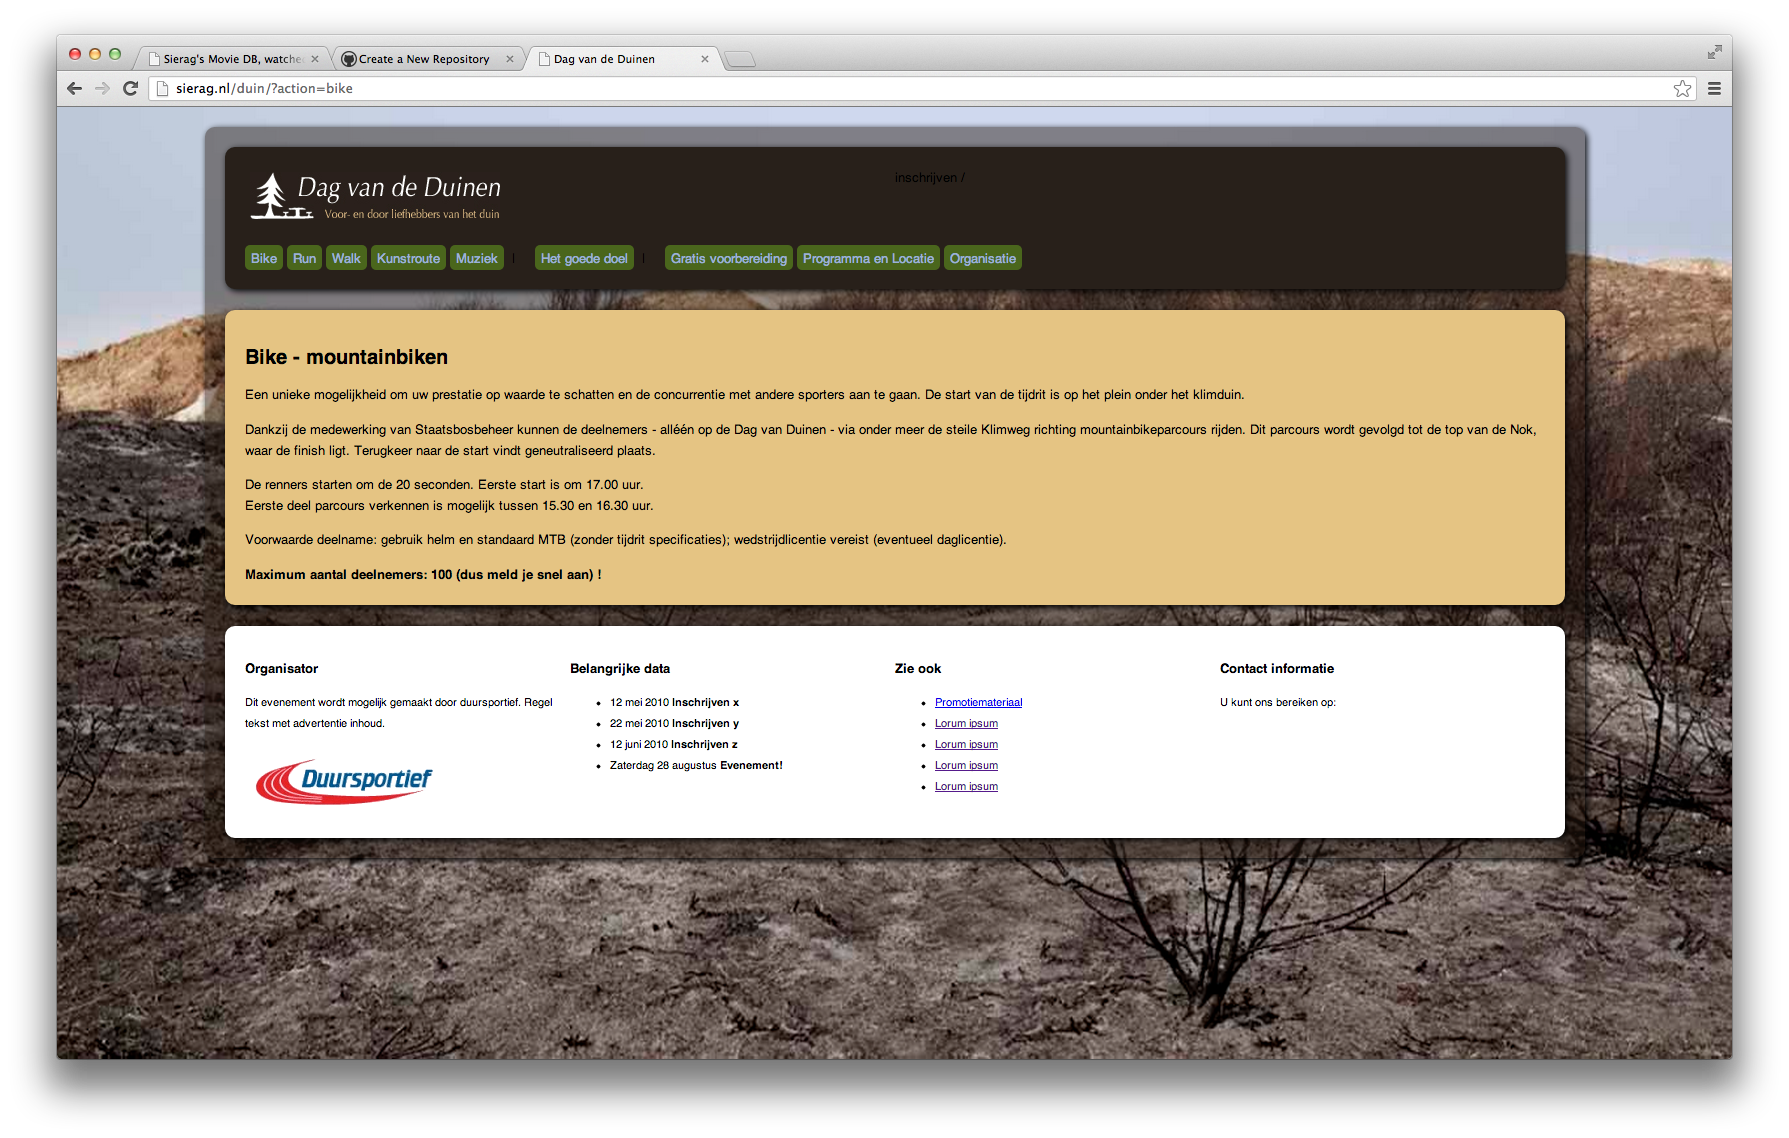 Sierag's Movie DB, watche
Create a New Repository
Dag van de Duinen
sierag.nl/duin/?action=bike
Dag van de Duinen
Voor- en door liefhebbers van het duin
inschrijven /
Bike Run Walk Kunstroute Muziek | Het goede doel | Gratis voorbereiding Programma en Locatie Organisatie
Bike - mountainbiken
Een unieke mogelijkheid om uw prestatie op waarde te schatten en de concurrentie met andere sporters aan te gaan. De start van de tijdrit is op het plein onder het klimduin.
Dankzij de medewerking van Staatsbosbeheer kunnen de deelnemers - alléén op de Dag van Duinen - via onder meer de steile Klimweg richting mountainbikeparcours rijden. Dit parcours wordt gevolgd tot de top van de Nok,
waar de finish ligt. Terugkeer naar de start vindt geneutraliseerd plaats.
De renners starten om de 20 seconden. Eerste start is om 17.00 uur.
Eerste deel parcours verkennen is mogelijk tussen 15.30 en 16.30 uur.
Voorwaarde deelname: gebruik helm en standaard MTB (zonder tijdrit specificaties); wedstrijdlicentie vereist (eventueel daglicentie).
Maximum aantal deelnemers: 100 (dus meld je snel aan) !
Organisator
Dit evenement wordt mogelijk gemaakt door duursportief. Regel
tekst met advertentie inhoud.
Duursportief
Belangrijke data
• 12 mei 2010 Inschrijven x
• 22 mei 2010 Inschrijven y
• 12 juni 2010 Inschrijven z
• Zaterdag 28 augustus Evenement!
Zie ook
• Promotiemateriaal
• Lorum ipsum
• Lorum ipsum
• Lorum ipsum
• Lorum ipsum
Contact informatie
U kunt ons bereiken op: